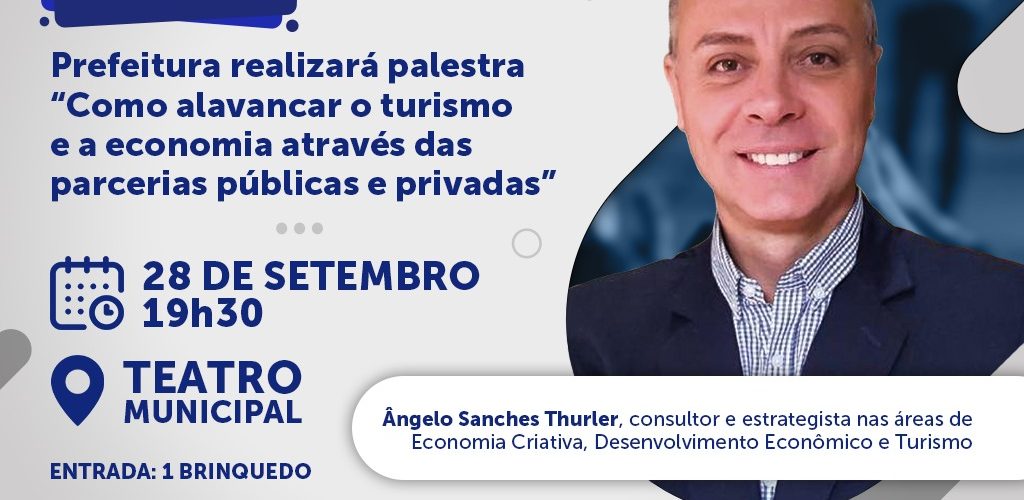 Prefeitura realizará palestra
“Como alavancar o turismo
e a economia através das
parcerias públicas e privadas”
28 DE SETEMBRO
19h30
TEATRO
MUNICIPAL
ENTRADA: 1 BRINQUEDO
Ângelo Sanches Thurler, consultor e estrategista nas áreas de
Economia Criativa, Desenvolvimento Econômico e Turismo